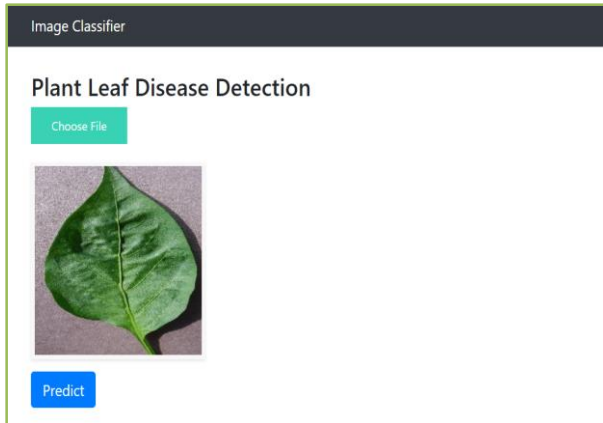 Image Classifier
Plant Leaf Disease Detection
Choose File
Predict